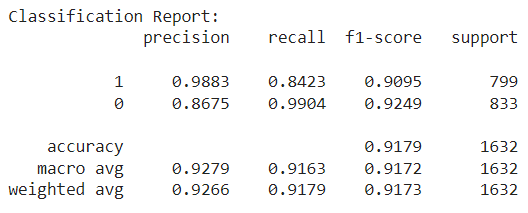 Classification Report:
precision recall f1-score support
1 0.9883 0.8423 0.9095 799
0 0.8675 0.9904 0.9249 833
accuracy 0.9179 1632
macro avg 0.9279 0.9163 0.9172 1632
weighted avg 0.9266 0.9179 0.9173 1632